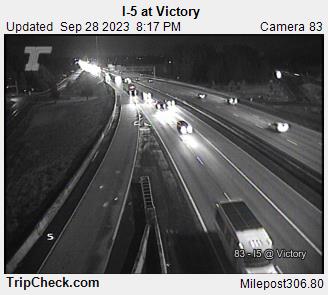 I-5 at Victory
Updated Sep 28 2023 8:17 PM Camera 83
T
S
83 - I5 @ Victory
TripCheck.com Milepost306.80